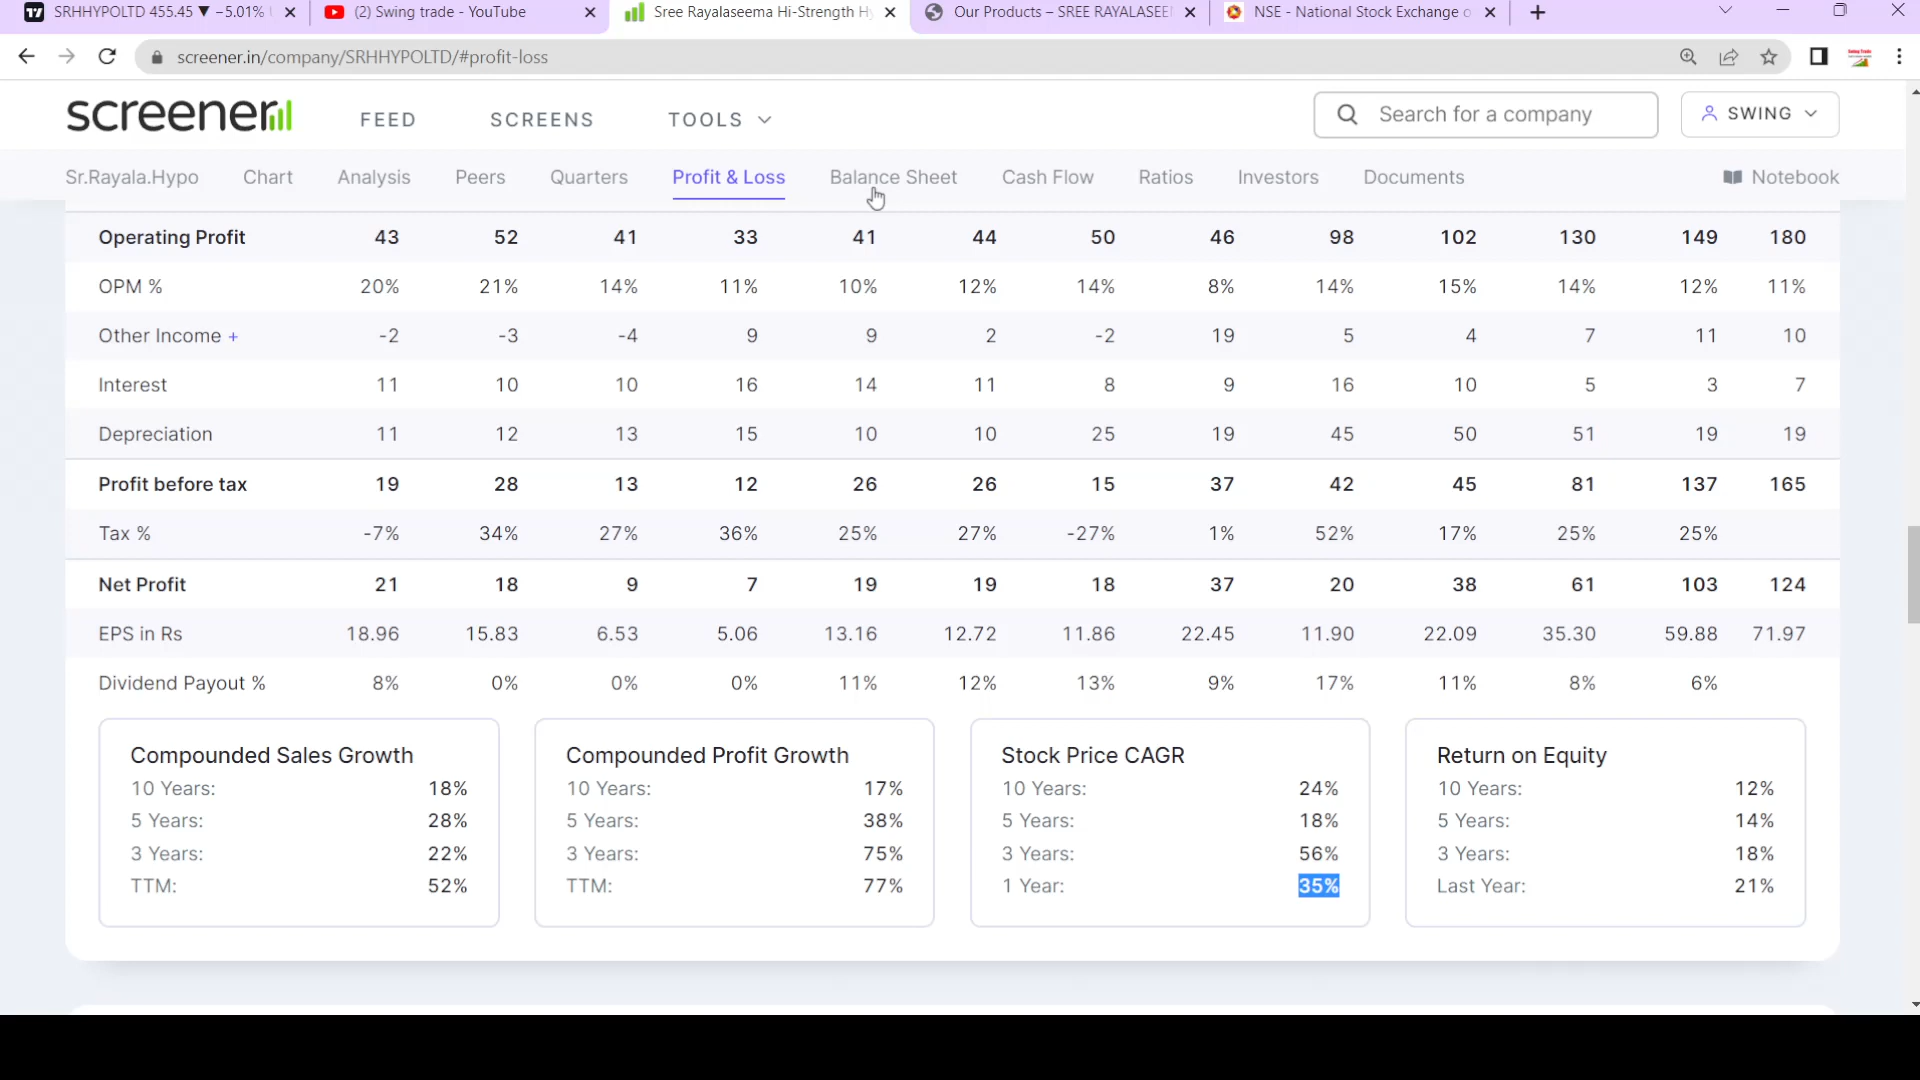 SRHHYPOLTD 455.45 ▼ −5.01%
(2) Swing trade - YouTube
Sree Rayalaseema Hi-Strength Hy
Our Products – SREE RAYALASEE
NSE - National Stock Exchange o
screener.in/company/SRHHYPOLTD/#profit-loss
screener
FEED
SCREENS
TOOLS
Search for a company
SWING
Sr.Rayala.Hypo Chart Analysis Peers Quarters Profit & Loss Balance Sheet Cash Flow Ratios Investors Documents Notebook
Operating Profit 43 52 41 33 41 44 50 46 98 102 130 149 180
OPM % 20% 21% 14% 11% 10% 12% 14% 8% 14% 15% 14% 12% 11%
Other Income + -2 -3 -4 9 9 2 -2 19 5 4 7 11 10
Interest 11 10 10 16 14 11 8 9 16 10 5 3 7
Depreciation 11 12 13 15 10 10 25 19 45 50 51 19 19
Profit before tax 19 28 13 12 26 26 15 37 42 45 81 137 165
Tax % -7% 34% 27% 36% 25% 27% -27% 1% 52% 17% 25% 25%
Net Profit 21 18 9 7 19 19 18 37 20 38 61 103 124
EPS in Rs 18.96 15.83 6.53 5.06 13.16 12.72 11.86 22.45 11.90 22.09 35.30 59.88 71.97
Dividend Payout % 8% 0% 0% 0% 11% 12% 13% 9% 17% 11% 8% 6%
Compounded Sales Growth
10 Years: 18%
5 Years: 28%
3 Years: 22%
TTM: 52%
Compounded Profit Growth
10 Years: 17%
5 Years: 38%
3 Years: 75%
TTM: 77%
Stock Price CAGR
10 Years: 24%
5 Years: 18%
3 Years: 56%
1 Year: 35%
Return on Equity
10 Years: 12%
5 Years: 14%
3 Years: 18%
Last Year: 21%